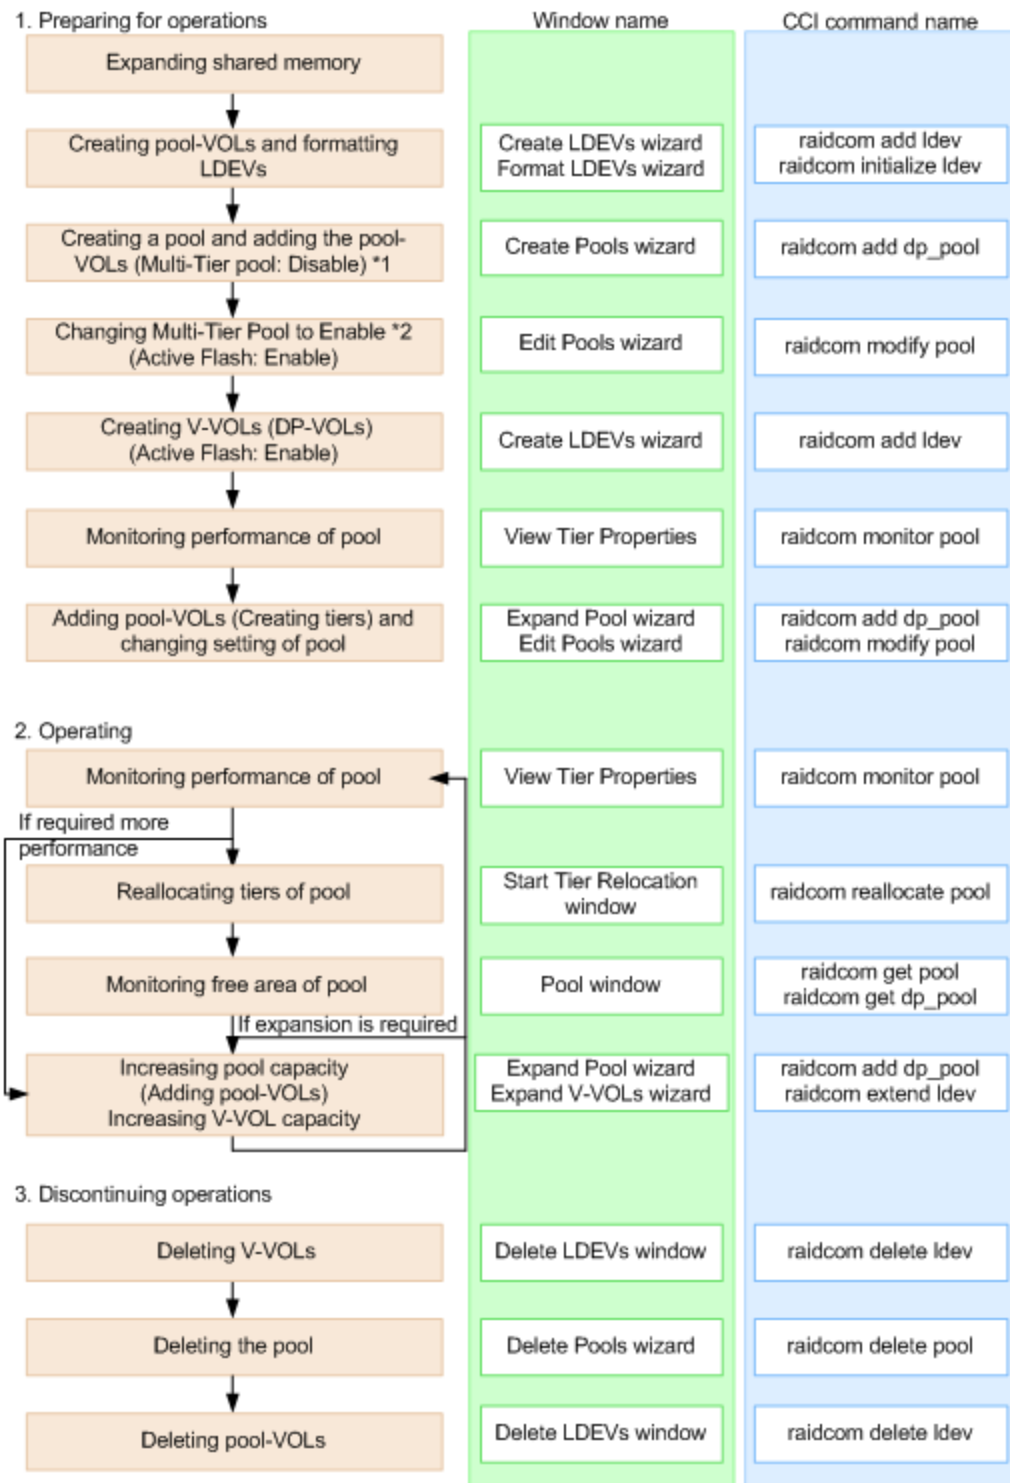 1. Preparing for operations
Window name
CCI command name
Expanding shared memory
Creating pool-VOLs and formatting
LDEVs
Create LDEVs wizard
Format LDEVs wizard
raidcom add ldev
raidcom initialize ldev
Creating a pool and adding the pool-
VOLs (Multi-Tier pool: Disable) *1
Create Pools wizard
raidcom add dp_pool
Changing Multi-Tier Pool to Enable *2
(Active Flash: Enable)
Edit Pools wizard
raidcom modify pool
Creating V-VOLs (DP-VOLs)
(Active Flash: Enable)
Create LDEVs wizard
raidcom add ldev
Monitoring performance of pool
View Tier Properties
raidcom monitor pool
Adding pool-VOLs (Creating tiers) and
changing setting of pool
Expand Pool wizard
Edit Pools wizard
raidcom add dp_pool
raidcom modify pool
2. Operating
Monitoring performance of pool
View Tier Properties
raidcom monitor pool
If required more
performance
Reallocating tiers of pool
Start Tier Relocation
window
raidcom reallocate pool
Monitoring free area of pool
Pool window
raidcom get pool
raidcom get dp_pool
If expansion is required
Increasing pool capacity
(Adding pool-VOLs)
Increasing V-VOL capacity
Expand Pool wizard
Expand V-VOLs wizard
raidcom add dp_pool
raidcom extend ldev
3. Discontinuing operations
Deleting V-VOLs
Delete LDEVs window
raidcom delete ldev
Deleting the pool
Delete Pools wizard
raidcom delete pool
Deleting pool-VOLs
Delete LDEVs window
raidcom delete ldev